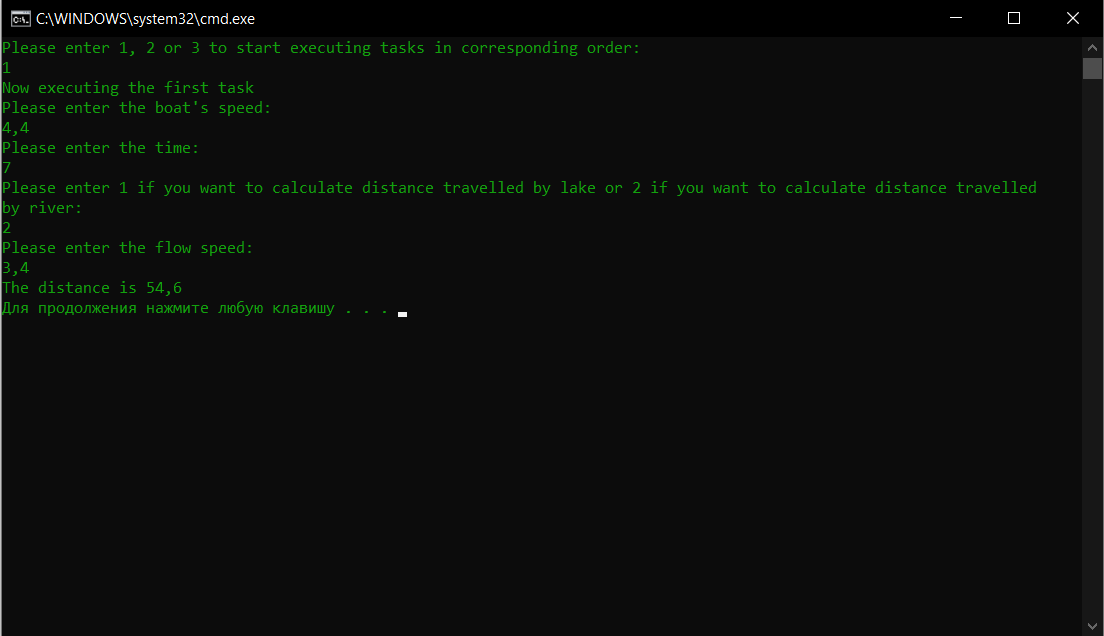 C:\WINDOWS\system32\cmd.exe
Please enter 1, 2 or 3 to start executing tasks in corresponding order:
1
Now executing the first task
Please enter the boat's speed:
4,4
Please enter the time:
7
Please enter 1 if you want to calculate distance travelled by lake or 2 if you want to calculate distance travelled
by river:
2
Please enter the flow speed:
3,4
The distance is 54,6
Для продолжения нажмите любую клавишу . . .